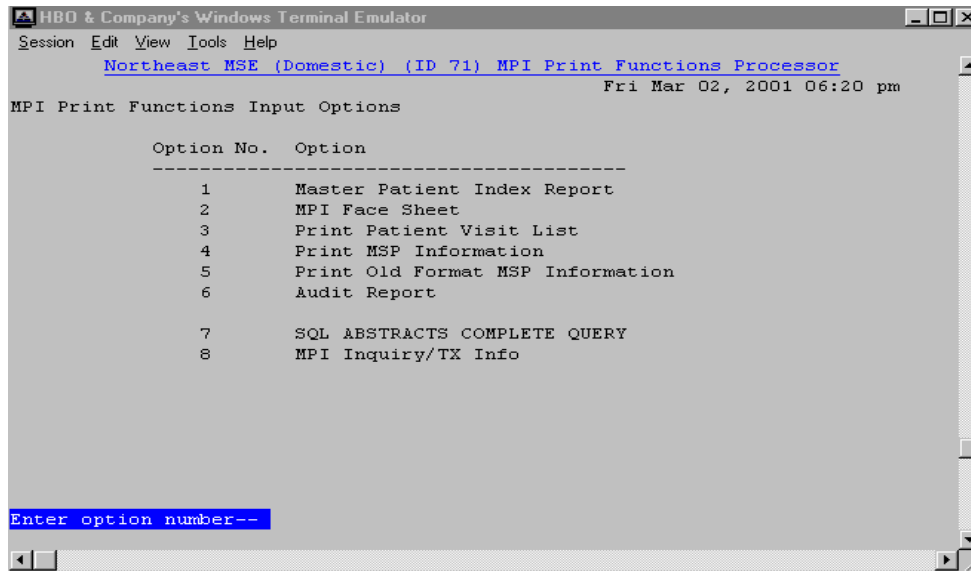 HBO & Company's Windows Terminal Emulator
Session Edit View Tools Help
Northeast MSE (Domestic) (ID 71) MPI Print Functions Processor
Fri Mar 02, 2001 06:20 pm
MPI Print Functions Input Options
Option No. Option
-----------------------------------------
1 Master Patient Index Report
2 MPI Face Sheet
3 Print Patient Visit List
4 Print MSP Information
5 Print Old Format MSP Information
6 Audit Report
7 SQL ABSTRACTS COMPLETE QUERY
8 MPI Inquiry/TX Info
Enter option number--